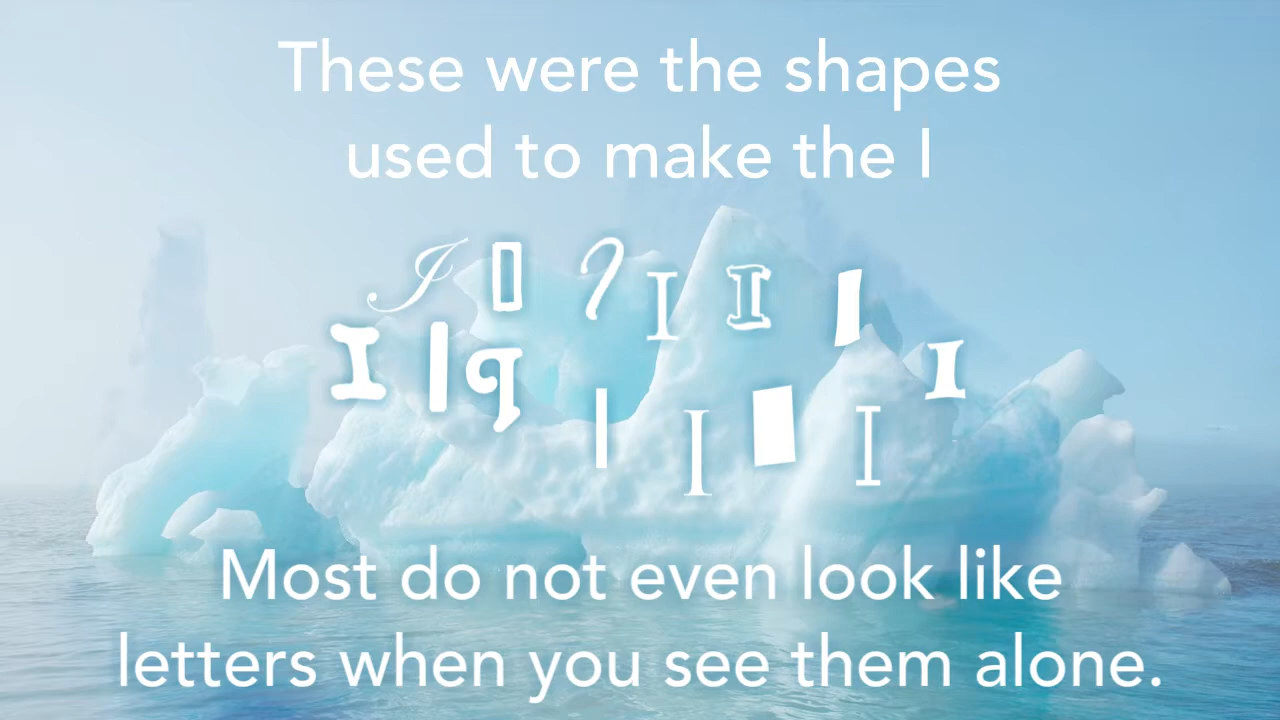 These were the shapes
used to make the I
Most do not even look like
letters when you see them alone.